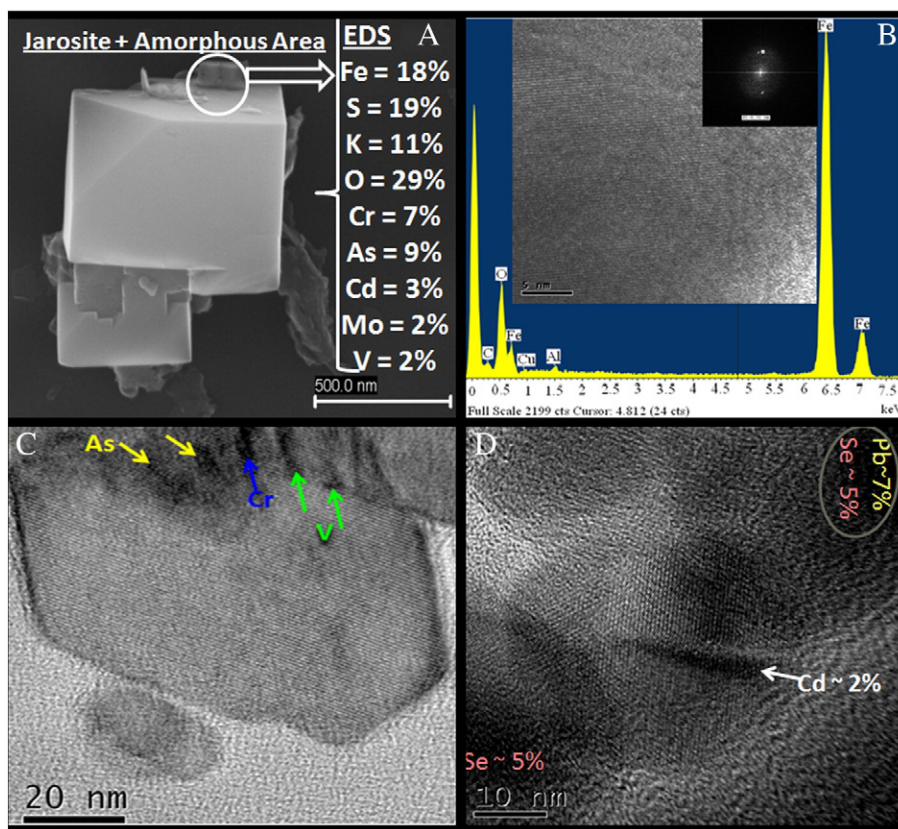 Jarosite + Amorphous Area
EDS
A
Fe = 18%
S = 19%
K = 11%
O = 29%
Cr = 7%
As = 9%
Cd = 3%
Mo = 2%
V = 2%
500.0 nm
B
Fe
O
Fe
C
Cu
Al
Fe
5 nm
0 0.5 1 1.5 2 2.5 3 3.5 4 4.5 5 5.5 6 6.5 7 7.5
Full Scale 2199 cts Cursor: 4.812 (24 cts)
keV
C
As
Cr
V
20 nm
D
Pb~7%
Se~5%
Cd ~ 2%
Se ~ 5%
10 nm